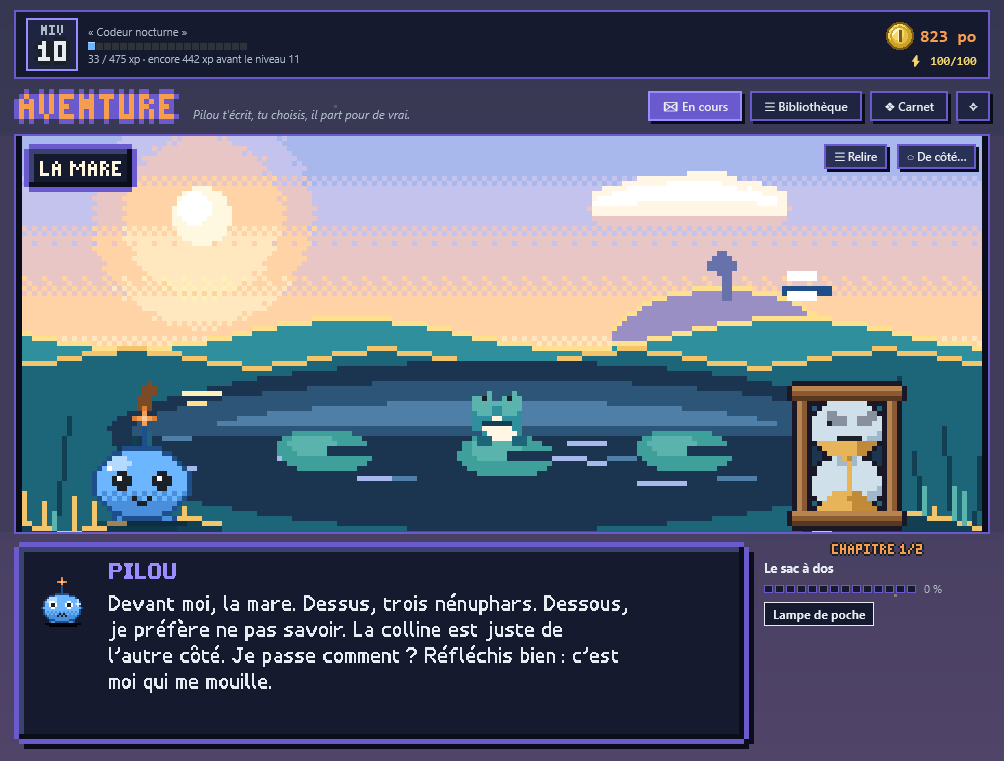 NIV
10
« Codeur nocturne »
33 / 475 xp · encore 442 xp avant le niveau 11
823 po
100/100
AVENTURE
Pilou t'écrit, tu choisis, il part pour de vrai.
En cours
Bibliothèque
Carnet
LA MARE
Relire
De côté…
PILOU
Devant moi, la mare. Dessus, trois nénuphars. Dessous,
je préfère ne pas savoir. La colline est juste de
l'autre côté. Je passe comment ? Réfléchis bien : c'est
moi qui me mouille.
CHAPITRE 1/2
Le sac à dos
0 %
Lampe de poche